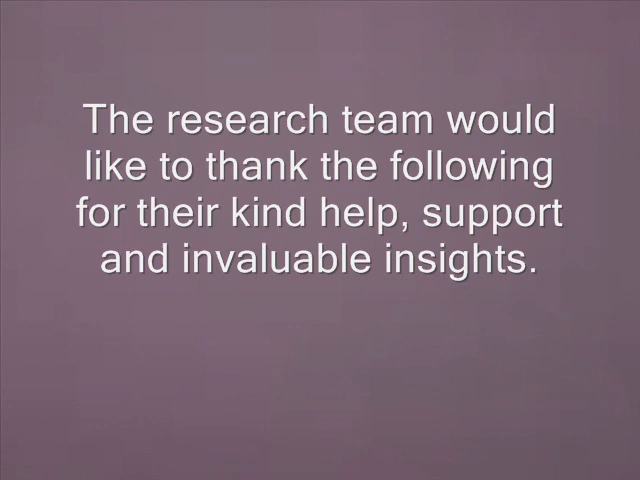 The research team would
like to thank the following
for their kind help, support
and invaluable insights.